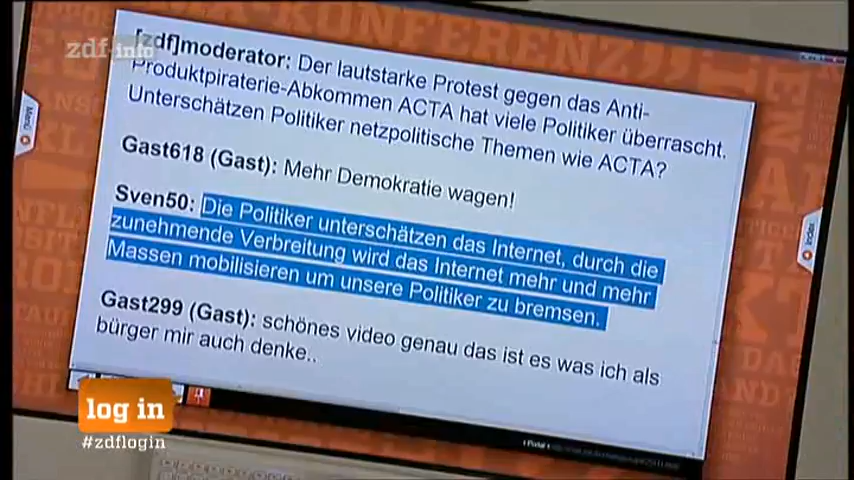 KONFERENZ
zdf info
[zdf]moderator: Der lautstarke Protest gegen das Anti-
Produktpiraterie-Abkommen ACTA hat viele Politiker überrascht.
Unterschätzen Politiker netzpolitische Themen wie ACTA?
Menü
Gast618 (Gast): Mehr Demokratie wagen!
Sven50: Die Politiker unterschätzen das Internet, durch die
zunehmende Verbreitung wird das Internet mehr und mehr
Massen mobilisieren um unsere Politiker zu bremsen.
Index
Gast299 (Gast): schönes video genau das ist es was ich als
bürger mir auch denke..
log in
#zdflogin